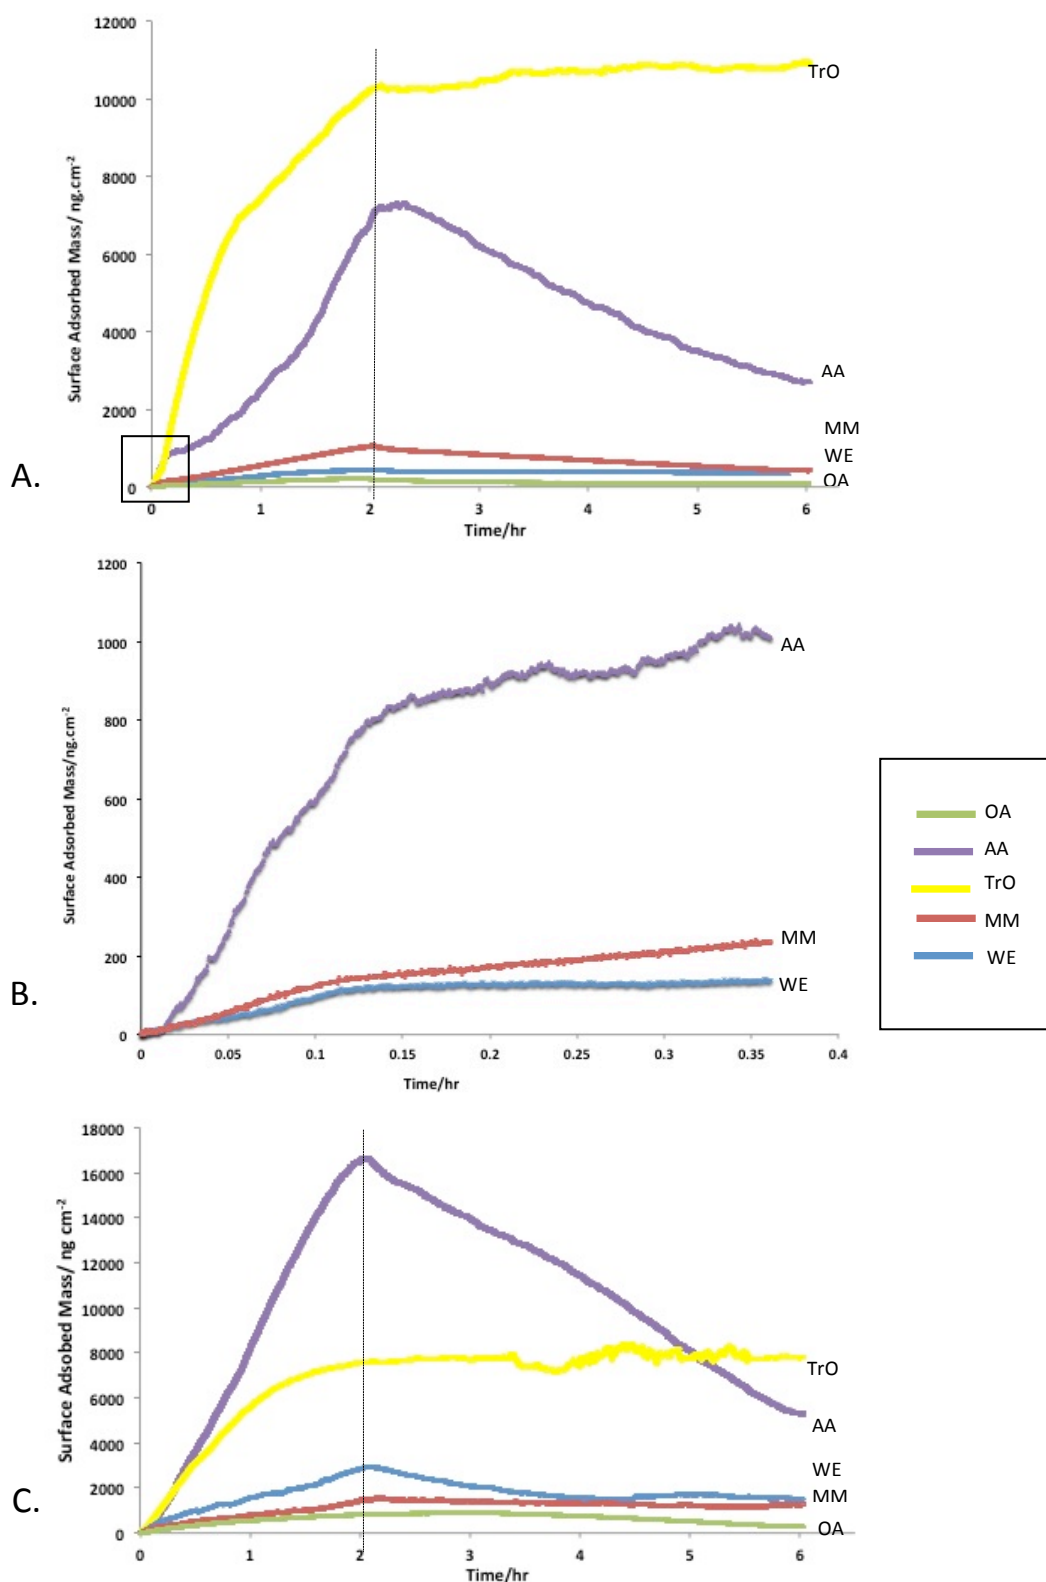 12000
10000
8000
6000
4000
2000
0
Surface Adsorbed Mass/ ng.cm-2
TrO
AA
MM
WE
OA
A.
0 1 2 3 4 5 6
Time/hr
1200
1000
800
600
400
200
0
Surface Adsorbed Mass/ng.cm-2
AA
MM
WE
B.
0 0.05 0.1 0.15 0.2 0.25 0.3 0.35 0.4
Time/hr
OA
AA
TrO
MM
WE
18000
16000
14000
12000
10000
8000
6000
4000
2000
0
Surface Adsobed Mass/ ng cm-2
TrO
AA
WE
MM
OA
C.
0 1 2 3 4 5 6
Time/hr